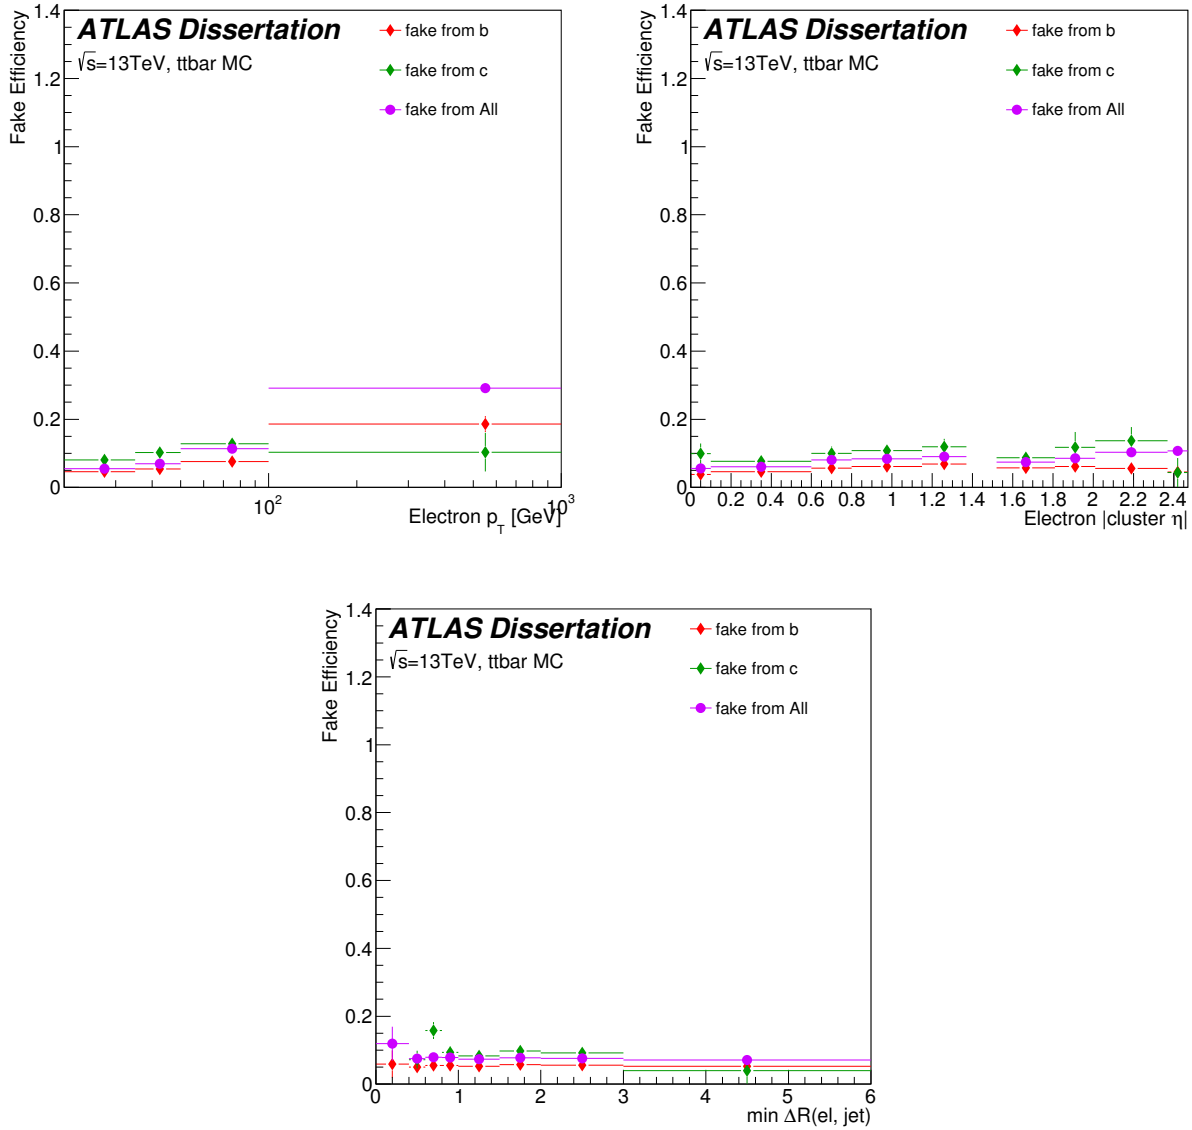 ATLAS Dissertation
√s=13TeV, ttbar MC
fake from b
fake from c
fake from All
Fake Efficiency
0
0.2
0.4
0.6
0.8
1
1.2
1.4
10²
10³
Electron p_T [GeV]
ATLAS Dissertation
√s=13TeV, ttbar MC
fake from b
fake from c
fake from All
Fake Efficiency
0
0.2
0.4
0.6
0.8
1
1.2
1.4
0 0.2 0.4 0.6 0.8 1 1.2 1.4 1.6 1.8 2 2.2 2.4
Electron |cluster η|
ATLAS Dissertation
√s=13TeV, ttbar MC
fake from b
fake from c
fake from All
Fake Efficiency
0
0.2
0.4
0.6
0.8
1
1.2
1.4
0 1 2 3 4 5 6
min ΔR(el, jet)